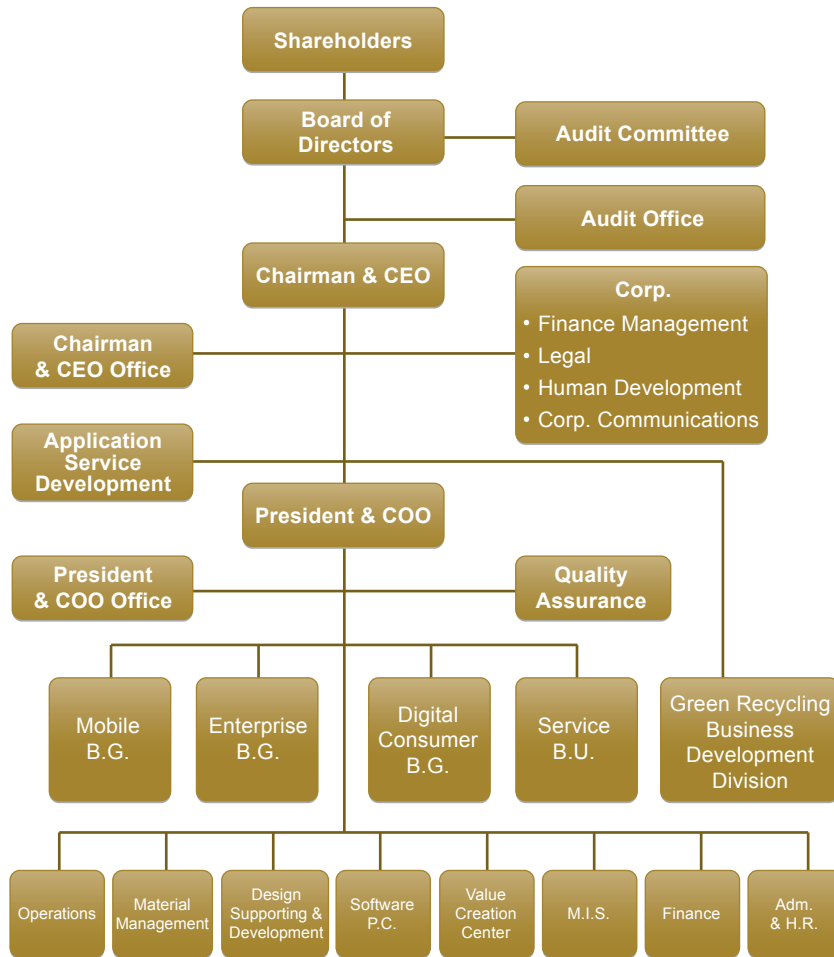 Shareholders
Board of
Directors
Audit Committee
Audit Office
Chairman & CEO
Corp.
• Finance Management
• Legal
• Human Development
• Corp. Communications
Chairman
& CEO Office
Application
Service
Development
President & COO
President
& COO Office
Quality
Assurance
Mobile
B.G.
Enterprise
B.G.
Digital
Consumer
B.G.
Service
B.U.
Green Recycling
Business
Development
Division
Operations
Material
Management
Design
Supporting &
Development
Software
P.C.
Value
Creation
Center
M.I.S.
Finance
Adm.
& H.R.